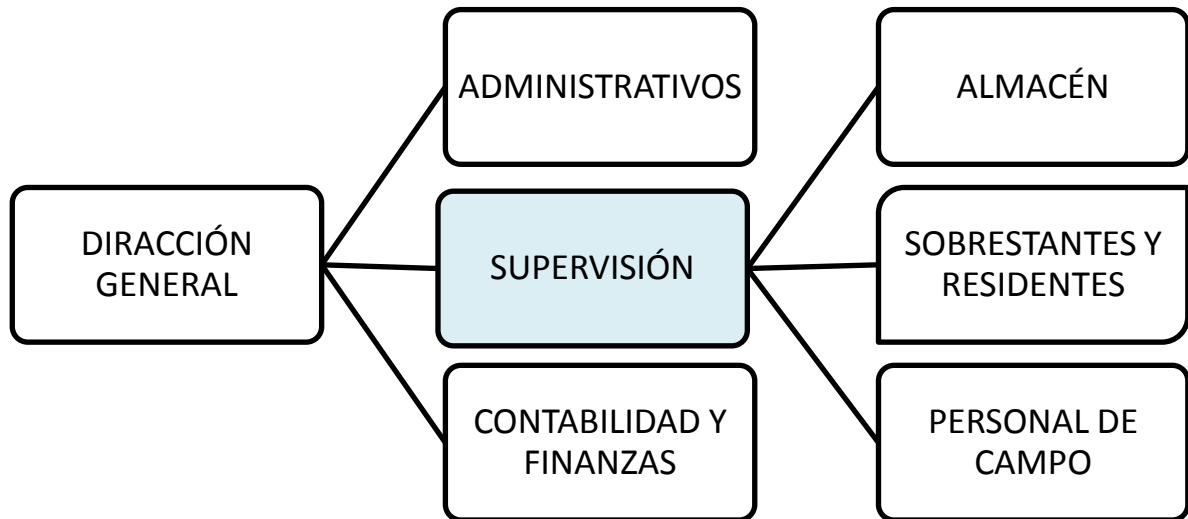 ADMINISTRATIVOS
ALMACÉN
DIRACCIÓN
GENERAL
SUPERVISIÓN
SOBRESTANTES Y
RESIDENTES
CONTABILIDAD Y
FINANZAS
PERSONAL DE
CAMPO